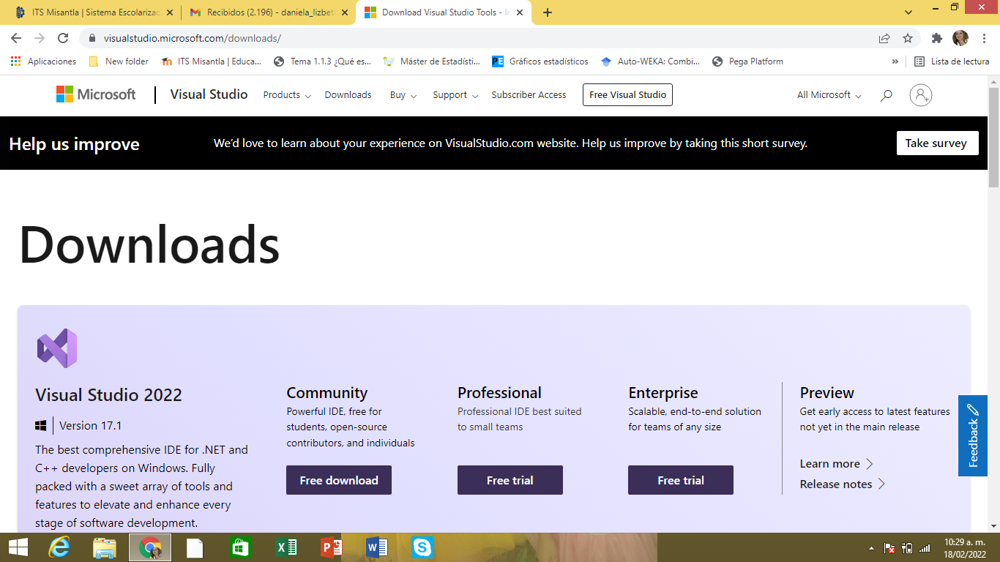 ITS Misantla | Sistema Escolarizac
Recibidos (2.196) - daniela_lizbet
Download Visual Studio Tools - In
visualstudio.microsoft.com/downloads/
Aplicaciones
New folder
ITS Misantla | Educa...
Tema 1.1.3 ¿Qué es...
Máster de Estadísti...
PE
Gráficos estadísticos
Auto-WEKA: Combi...
Pega Platform
»
Lista de lectura
Microsoft
Visual Studio
Products
Downloads
Buy
Support
Subscriber Access
Free Visual Studio
All Microsoft
Help us improve
We'd love to learn about your experience on VisualStudio.com website. Help us improve by taking this short survey.
Take survey
Downloads
Visual Studio 2022
Version 17.1
The best comprehensive IDE for .NET and
C++ developers on Windows. Fully
packed with a sweet array of tools and
features to elevate and enhance every
stage of software development.
Community
Powerful IDE, free for
students, open-source
contributors, and individuals
Free download
Professional
Professional IDE best suited
to small teams
Free trial
Enterprise
Scalable, end-to-end solution
for teams of any size
Free trial
Preview
Get early access to latest features
not yet in the main release
Learn more
Release notes
Feedback
10:29 a. m.
18/02/2022